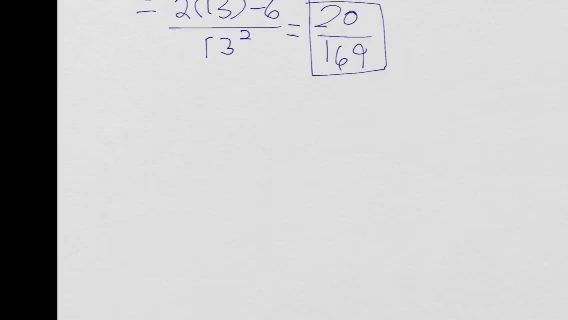 = 2(13)-6 / 13² = 20/169